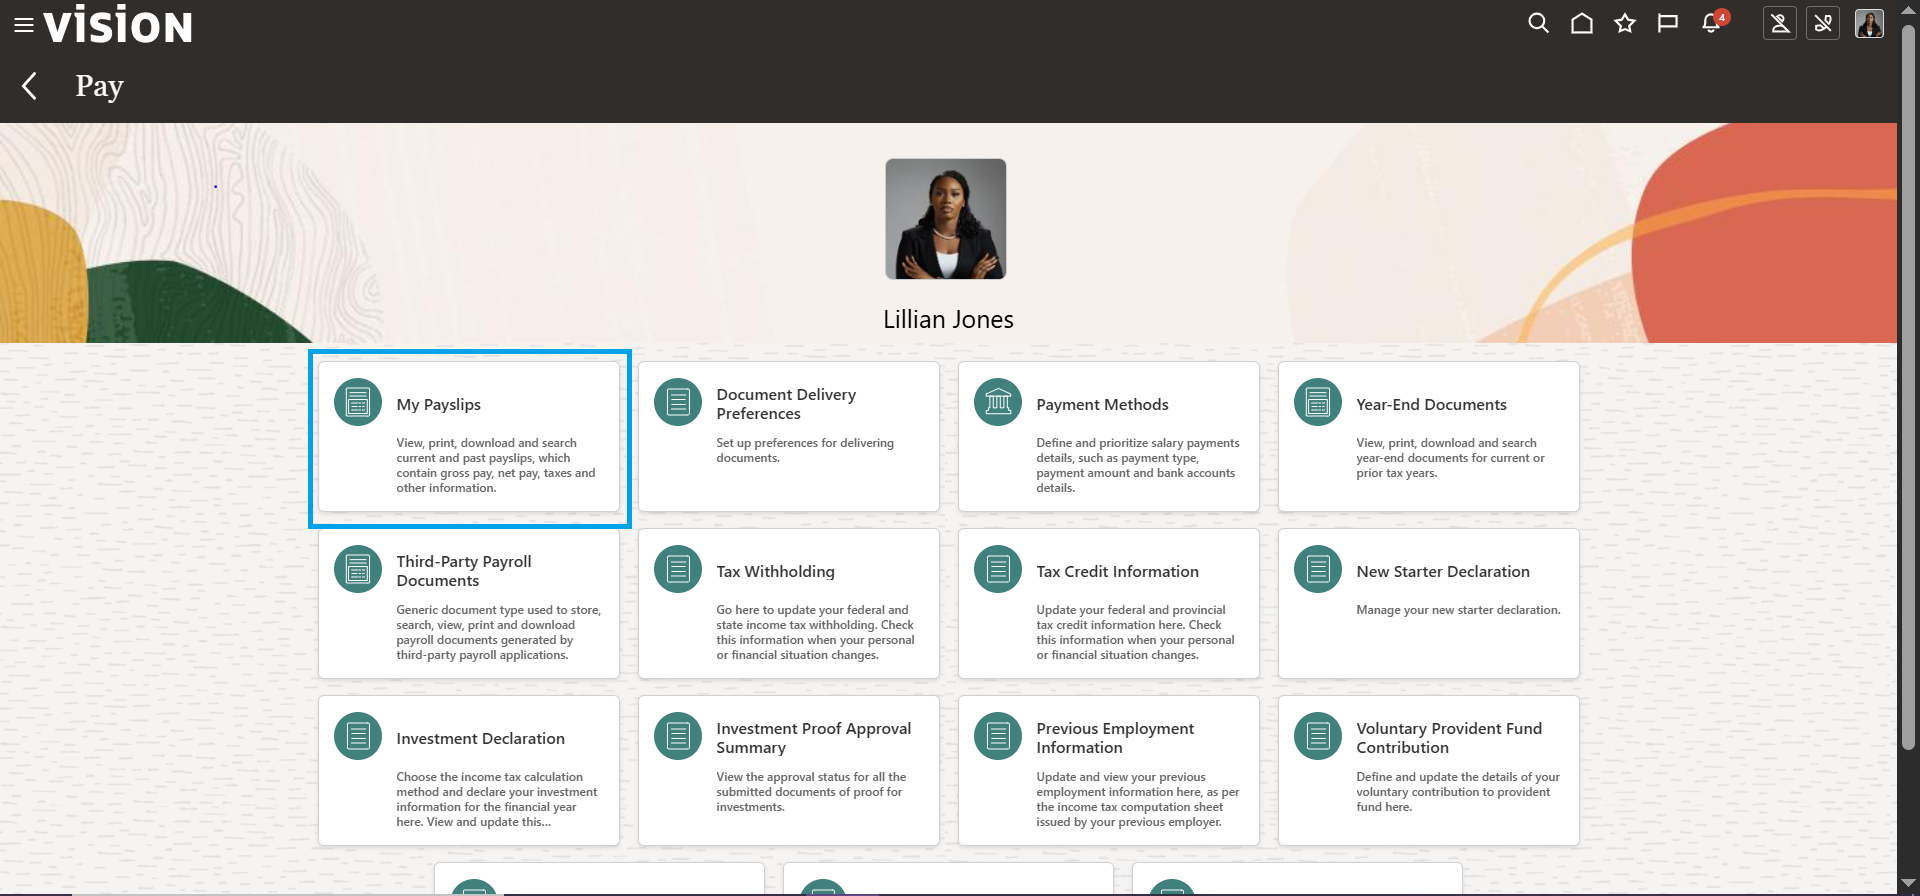 vision
4
Pay
Lillian Jones
My Payslips
View, print, download and search
current and past payslips, which
contain gross pay, net pay, taxes and
other information.
Document Delivery
Preferences
Set up preferences for delivering
documents.
Payment Methods
Define and prioritize salary payments
details, such as payment type,
payment amount and bank accounts
details.
Year-End Documents
View, print, download and search
year-end documents for current or
prior tax years.
Third-Party Payroll
Documents
Generic document type used to store,
search, view, print and download
payroll documents generated by
third-party payroll applications.
Tax Withholding
Go here to update your federal and
state income tax withholding. Check
this information when your personal
or financial situation changes.
Tax Credit Information
Update your federal and provincial
tax credit information here. Check
this information when your personal
or financial situation changes.
New Starter Declaration
Manage your new starter declaration.
Investment Declaration
Choose the income tax calculation
method and declare your investment
information for the financial year
here. View and update this...
Investment Proof Approval
Summary
View the approval status for all the
submitted documents of proof for
investments.
Previous Employment
Information
Update and view your previous
employment information here, as per
the income tax computation sheet
issued by your previous employer.
Voluntary Provident Fund
Contribution
Define and update the details of your
voluntary contribution to provident
fund here.